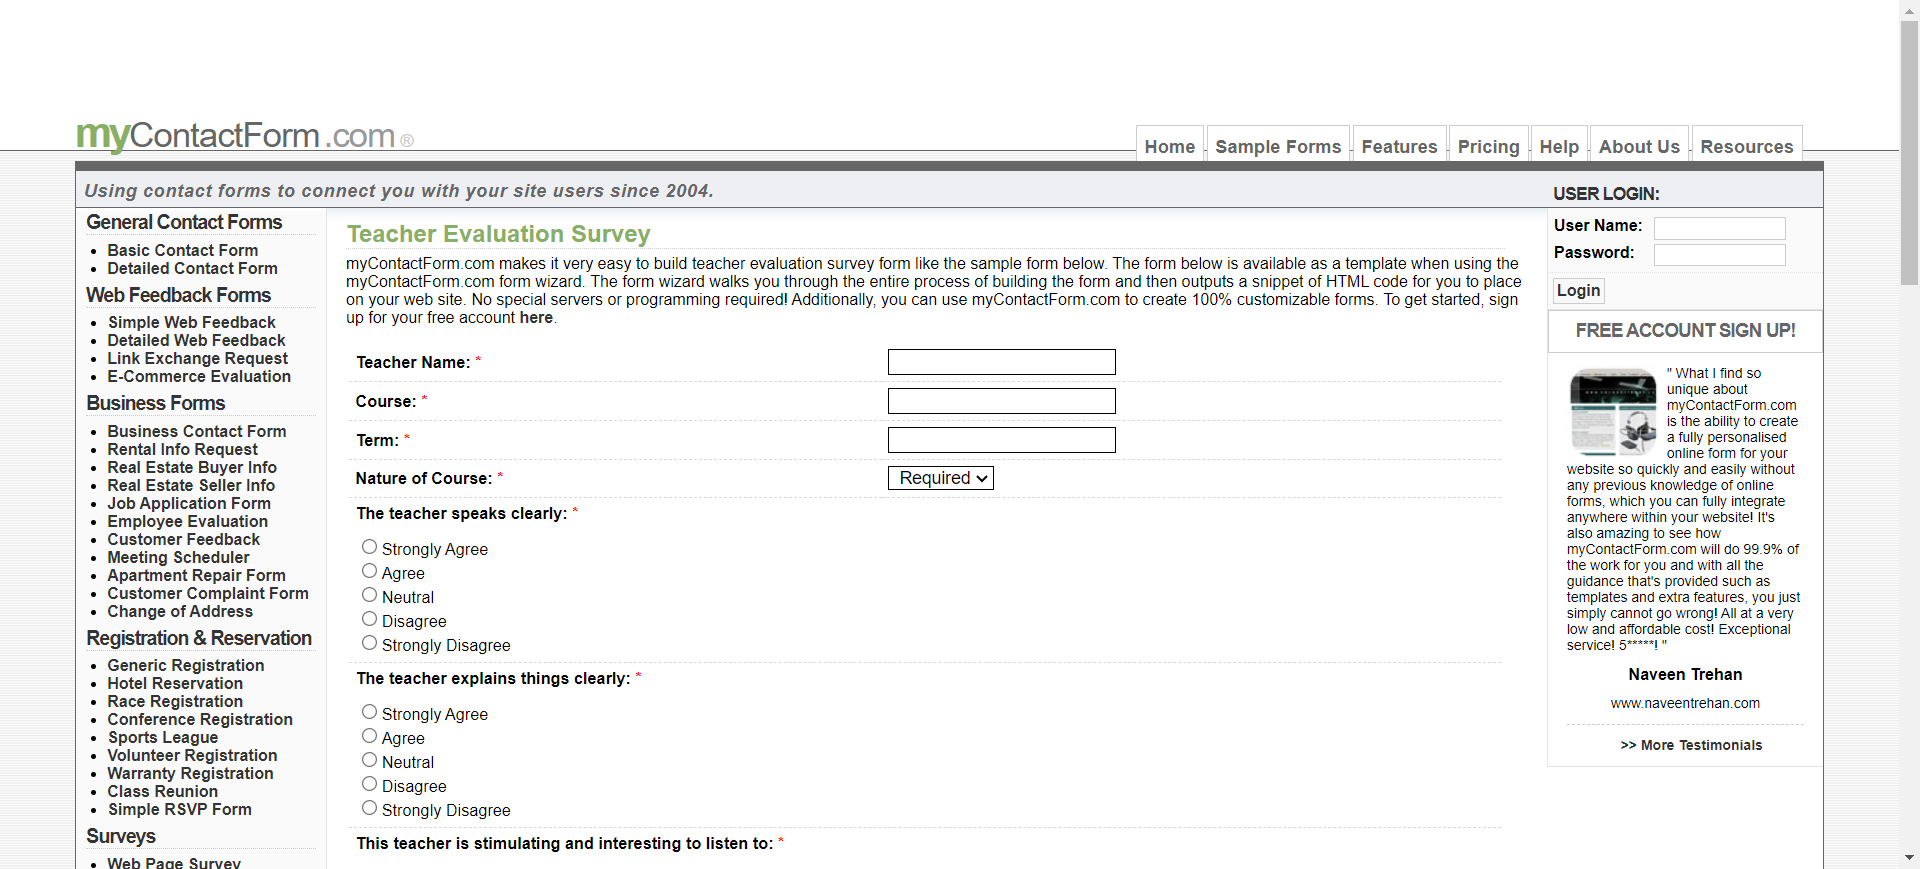 myContactForm.com®
Home
Sample Forms
Features
Pricing
Help
About Us
Resources
Using contact forms to connect you with your site users since 2004.
General Contact Forms
Basic Contact Form
Detailed Contact Form
Web Feedback Forms
Simple Web Feedback
Detailed Web Feedback
Link Exchange Request
E-Commerce Evaluation
Business Forms
Business Contact Form
Rental Info Request
Real Estate Buyer Info
Real Estate Seller Info
Job Application Form
Employee Evaluation
Customer Feedback
Meeting Scheduler
Apartment Repair Form
Customer Complaint Form
Change of Address
Registration & Reservation
Generic Registration
Hotel Reservation
Race Registration
Conference Registration
Sports League
Volunteer Registration
Warranty Registration
Class Reunion
Simple RSVP Form
Surveys
Web Page Survey
Teacher Evaluation Survey
myContactForm.com makes it very easy to build teacher evaluation survey form like the sample form below. The form below is available as a template when using the
myContactForm.com form wizard. The form wizard walks you through the entire process of building the form and then outputs a snippet of HTML code for you to place
on your web site. No special servers or programming required! Additionally, you can use myContactForm.com to create 100% customizable forms. To get started, sign
up for your free account here.
Teacher Name: *
Course: *
Term: *
Nature of Course: * Required
The teacher speaks clearly: *
Strongly Agree
Agree
Neutral
Disagree
Strongly Disagree
The teacher explains things clearly: *
Strongly Agree
Agree
Neutral
Disagree
Strongly Disagree
This teacher is stimulating and interesting to listen to: *
USER LOGIN:
User Name:
Password:
Login
FREE ACCOUNT SIGN UP!
" What I find so
unique about
myContactForm.com
is the ability to create
a fully personalised
online form for your
website so quickly and easily without
any previous knowledge of online
forms, which you can fully integrate
anywhere within your website! It's
also amazing to see how
myContactForm.com will do 99.9% of
the work for you and with all the
guidance that's provided such as
templates and extra features, you just
simply cannot go wrong! All at a very
low and affordable cost! Exceptional
service! 5*****! "
Naveen Trehan
www.naveentrehan.com
>> More Testimonials